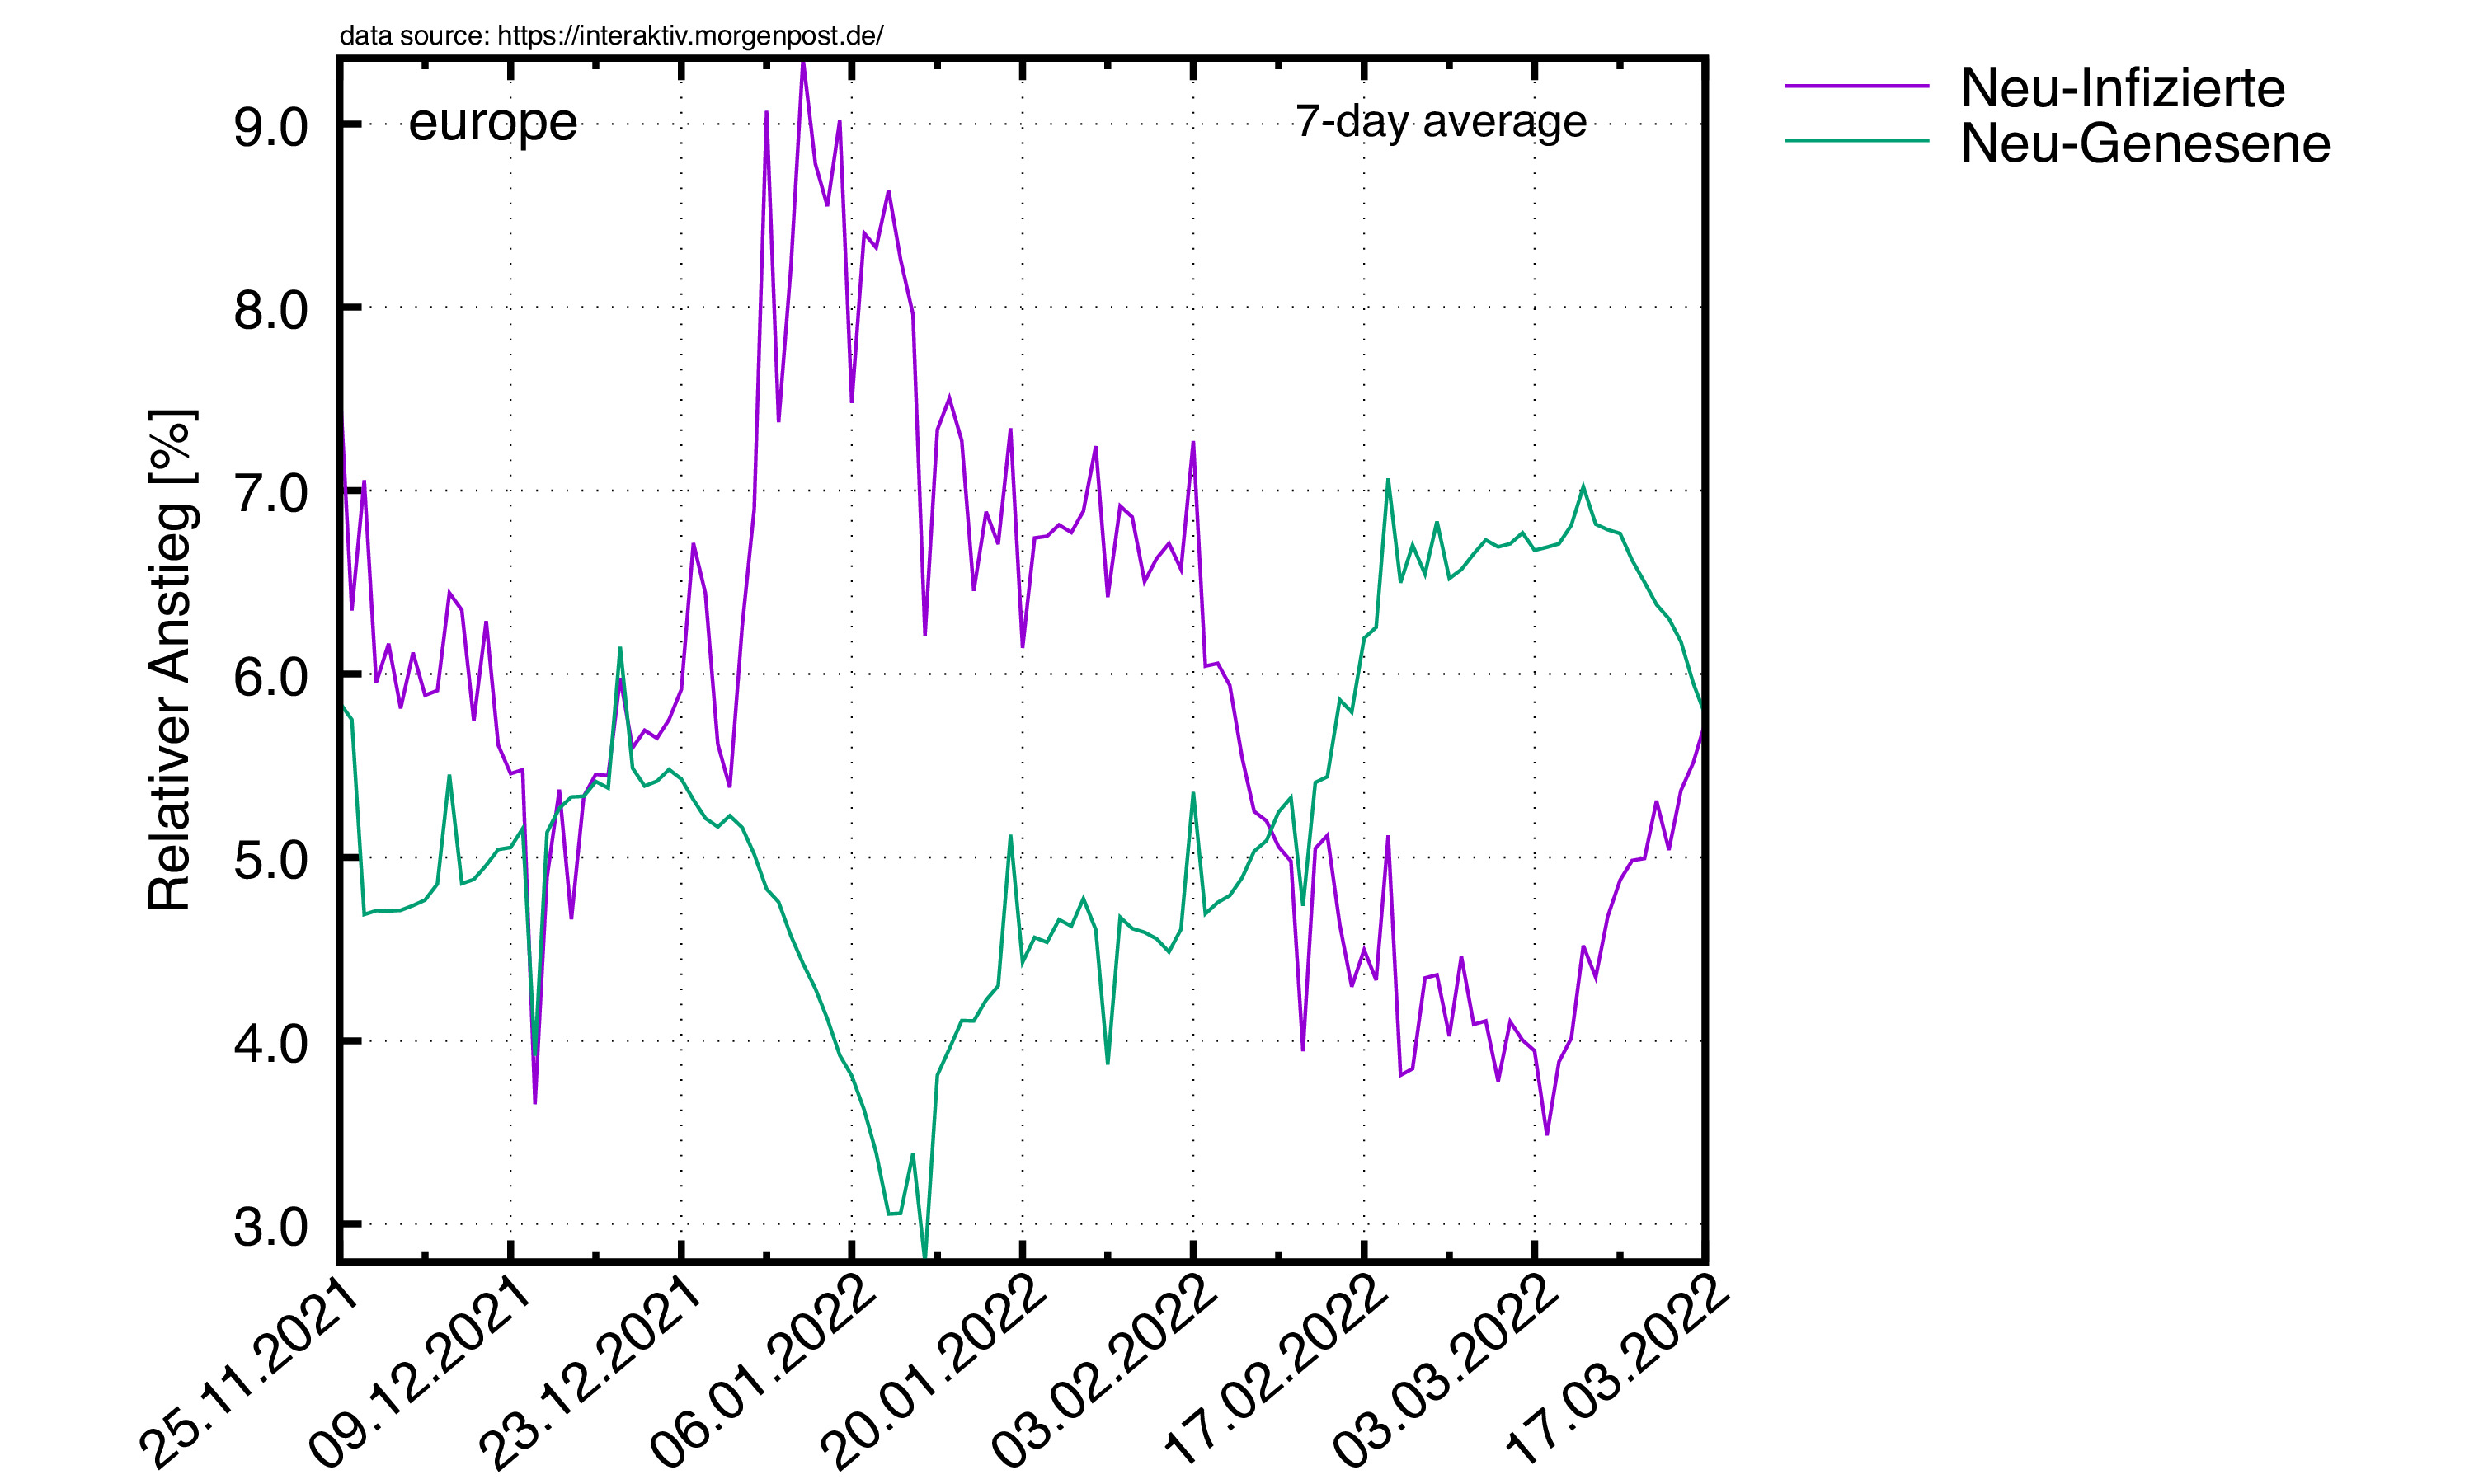 data source: https://interaktiv.morgenpost.de/
europe
7-day average
Neu-Infizierte
Neu-Genesene
Relativer Anstieg [%]
9.0
8.0
7.0
6.0
5.0
4.0
3.0
25.11.2021
09.12.2021
23.12.2021
06.01.2022
20.01.2022
03.02.2022
17.02.2022
03.03.2022
17.03.2022